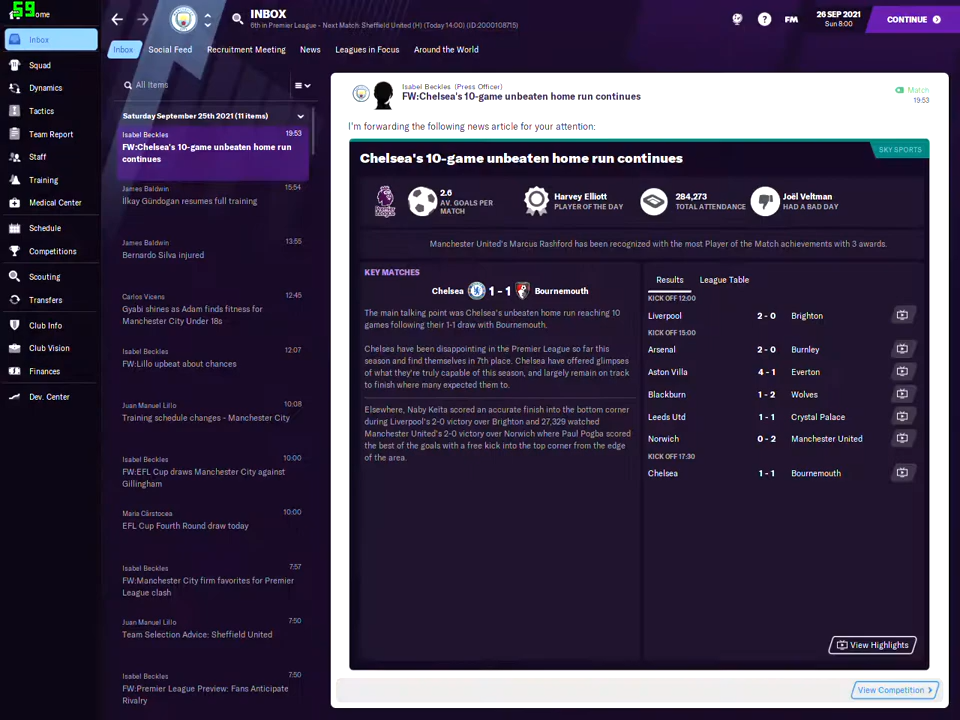 59
ome
INBOX
6th in Premier League - Next Match: Sheffield United (H) (Today 14:00) (ID:2000108715)
FM
26 SEP 2021
Sun 8:00
CONTINUE
Inbox
Squad
Dynamics
Tactics
Team Report
Staff
Training
Medical Center
Schedule
Competitions
Scouting
Transfers
Club Info
Club Vision
Finances
Dev. Center
Inbox
Social Feed
Recruitment Meeting
News
Leagues in Focus
Around the World
All Items
Saturday September 25th 2021 (11 items)
Isabel Beckles 19:53
FW:Chelsea's 10-game unbeaten home run
continues
James Baldwin 15:54
İlkay Gündogan resumes full training
James Baldwin 13:55
Bernardo Silva injured
Carlos Vicens 12:45
Gyabi shines as Adam finds fitness for
Manchester City Under 18s
Isabel Beckles 12:07
FW:Lillo upbeat about chances
Juan Manuel Lillo 10:08
Training schedule changes - Manchester City
Isabel Beckles 10:00
FW:EFL Cup draws Manchester City against
Gillingham
Maria Cârstocea 10:00
EFL Cup Fourth Round draw today
Isabel Beckles 7:57
FW:Manchester City firm favorites for Premier
League clash
Juan Manuel Lillo 7:50
Team Selection Advice: Sheffield United
Isabel Beckles 7:50
FW:Premier League Preview: Fans Anticipate
Rivalry
Isabel Beckles (Press Officer)
FW:Chelsea's 10-game unbeaten home run continues
Match
19:53
I'm forwarding the following news article for your attention:
Chelsea's 10-game unbeaten home run continues
SKY SPORTS
Premier League
2.6
AV. GOALS PER
MATCH
Harvey Elliott
PLAYER OF THE DAY
284,273
TOTAL ATTENDANCE
Joël Veltman
HAD A BAD DAY
Manchester United's Marcus Rashford has been recognized with the most Player of the Match achievements with 3 awards.
KEY MATCHES
Chelsea 1 - 1 Bournemouth
The main talking point was Chelsea's unbeaten home run reaching 10
games following their 1-1 draw with Bournemouth.
Chelsea have been disappointing in the Premier League so far this
season and find themselves in 7th place. Chelsea have offered glimpses
of what they're truly capable of this season, and largely remain on track
to finish where many expected them to.
Elsewhere, Naby Keïta scored an accurate finish into the bottom corner
during Liverpool's 2-0 victory over Brighton and 27,329 watched
Manchester United's 2-0 victory over Norwich where Paul Pogba scored
the best of the goals with a free kick into the top corner from the edge
of the area.
Results
League Table
KICK OFF 12:00
Liverpool 2 - 0 Brighton
KICK OFF 15:00
Arsenal 2 - 0 Burnley
Aston Villa 4 - 1 Everton
Blackburn 1 - 2 Wolves
Leeds Utd 1 - 1 Crystal Palace
Norwich 0 - 2 Manchester United
KICK OFF 17:30
Chelsea 1 - 1 Bournemouth
View Highlights
View Competition